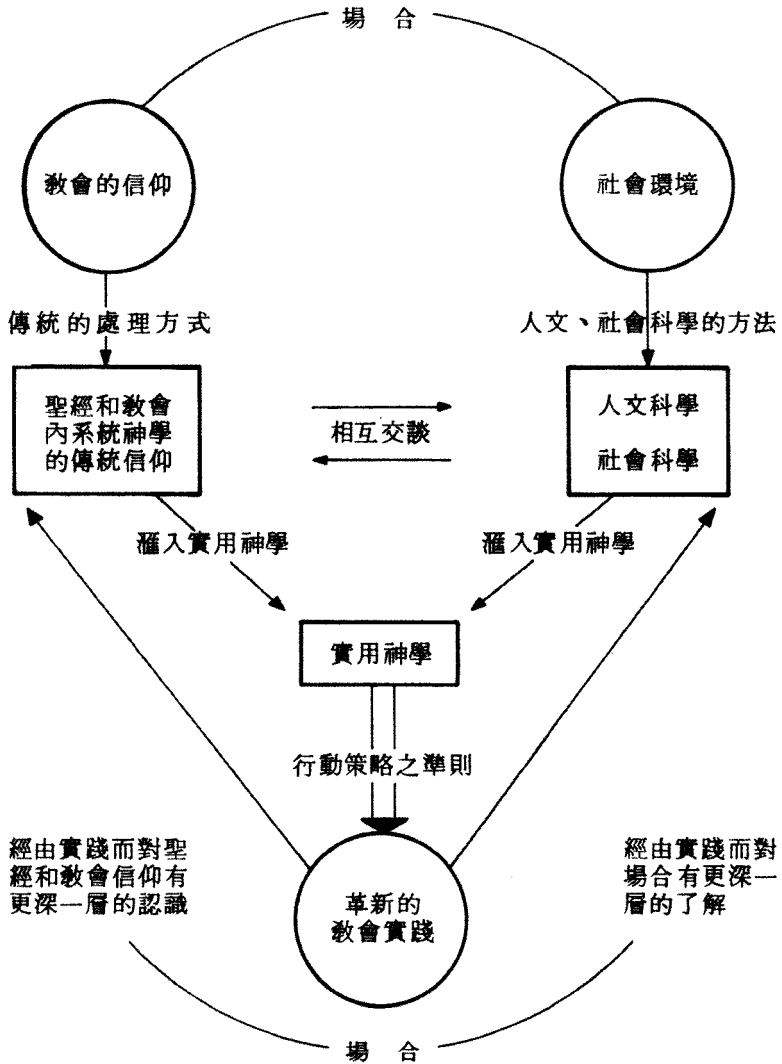 場 合
教會的信仰
社會環境
傳統的處理方式
人文、社會科學的方法
聖經和教會
內系統神學
的傳統信仰
相互交談
人文科學
社會科學
滙入實用神學
滙入實用神學
實用神學
行動策略之準則
經由實踐而對聖
經和教會信仰有
更深一層的認識
經由實踐而對
場合有更深一
層的了解
革新的
教會實踐
場 合